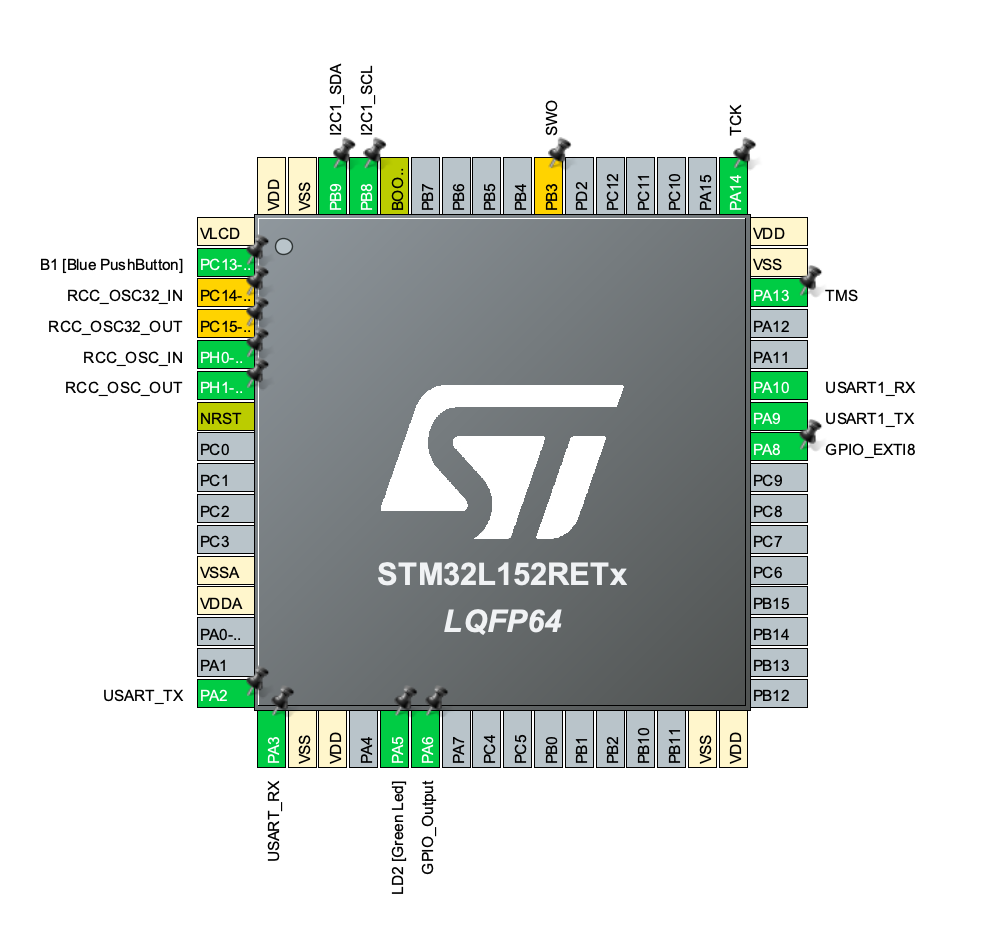 I2C1_SDA
I2C1_SCL
SWO
TCK
VDD
VSS
PB9
PB8
BOO..
PB7
PB6
PB5
PB4
PB3
PD2
PC12
PC11
PC10
PA15
PA14
VLCD
B1 [Blue PushButton] PC13-..
RCC_OSC32_IN PC14-..
RCC_OSC32_OUT PC15-..
RCC_OSC_IN PH0-..
RCC_OSC_OUT PH1-..
NRST
PC0
PC1
PC2
PC3
VSSA
VDDA
PA0-..
PA1
USART_TX PA2
ST
STM32L152RETx
LQFP64
VDD
VSS
PA13 TMS
PA12
PA11
PA10 USART1_RX
PA9 USART1_TX
PA8 GPIO_EXTI8
PC9
PC8
PC7
PC6
PB15
PB14
PB13
PB12
PA3
VSS
VDD
PA4
PA5
PA6
PA7
PC4
PC5
PB0
PB1
PB2
PB10
PB11
VSS
VDD
USART_RX
LD2 [Green Led]
GPIO_Output